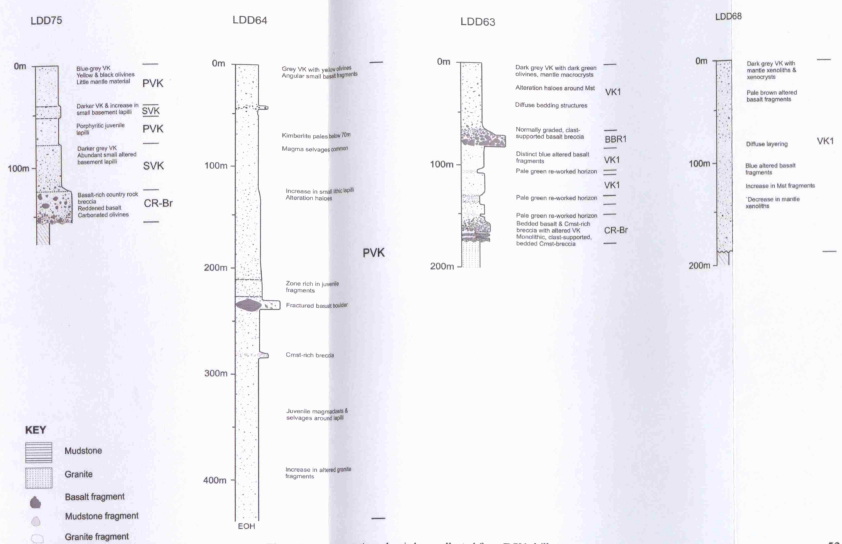 LDD75
0m
Blue-grey VK
Yellow & black olivines
Little mantle material
PVK
Darker VK & increase in
small basement lapilli
SVK
Porphyritic juvenile
lapilli
PVK
Darker grey VK
Abundant small altered
basement lapilli
SVK
100m
Basalt-rich country rock
breccia
Reddened basalt
Carbonated olivines
CR-Br
LDD64
0m
Grey VK with yellow olivines
Angular small basalt fragments
Kimberlite peles below 70m
Magma selvages common
100m
Increase in small lithic lapilli
Alteration haloes
PVK
200m
Zone rich in juvenile
fragments
Fractured basalt boulder
Cmst-rich breccia
300m
Juvenile magmaclasts &
selvages around lapilli
Increase in altered granite
fragments
400m
EOH
LDD63
0m
Dark grey VK with dark green
olivines, mantle macrocrysts
Alteration haloes around Mst
VK1
Diffuse bedding structures
Normally graded, clast-
supported basalt breccia
BBR1
Distinct blue altered basalt
fragments
VK1
100m
Pale green re-worked horizon
VK1
Pale green re-worked horizon
Pale green re-worked horizon
Bedded basalt & Cmst-rich
breccia with altered VK
CR-Br
Monolithic, clast-supported,
bedded Cmst-breccia
200m
LDD68
0m
Dark grey VK with
mantle xenoliths &
xenocrysts
Pale brown altered
basalt fragments
Diffuse layering
VK1
100m
Blue altered basalt
fragments
Increase in Mst fragments
Decrease in mantle
xenoliths
200m
KEY
Mudstone
Granite
Basalt fragment
Mudstone fragment
Granite fragment